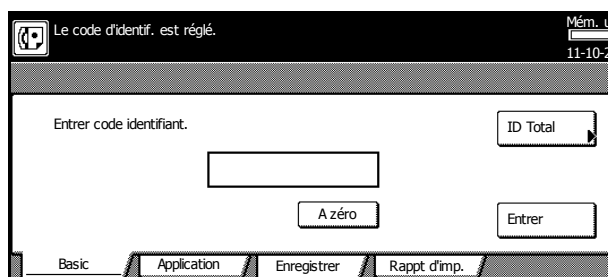 Le code d'identif. est réglé.
Mém. u
11-10-2
Entrer code identifiant.
ID Total
A zéro
Entrer
Basic
Application
Enregistrer
Rappt d'imp.